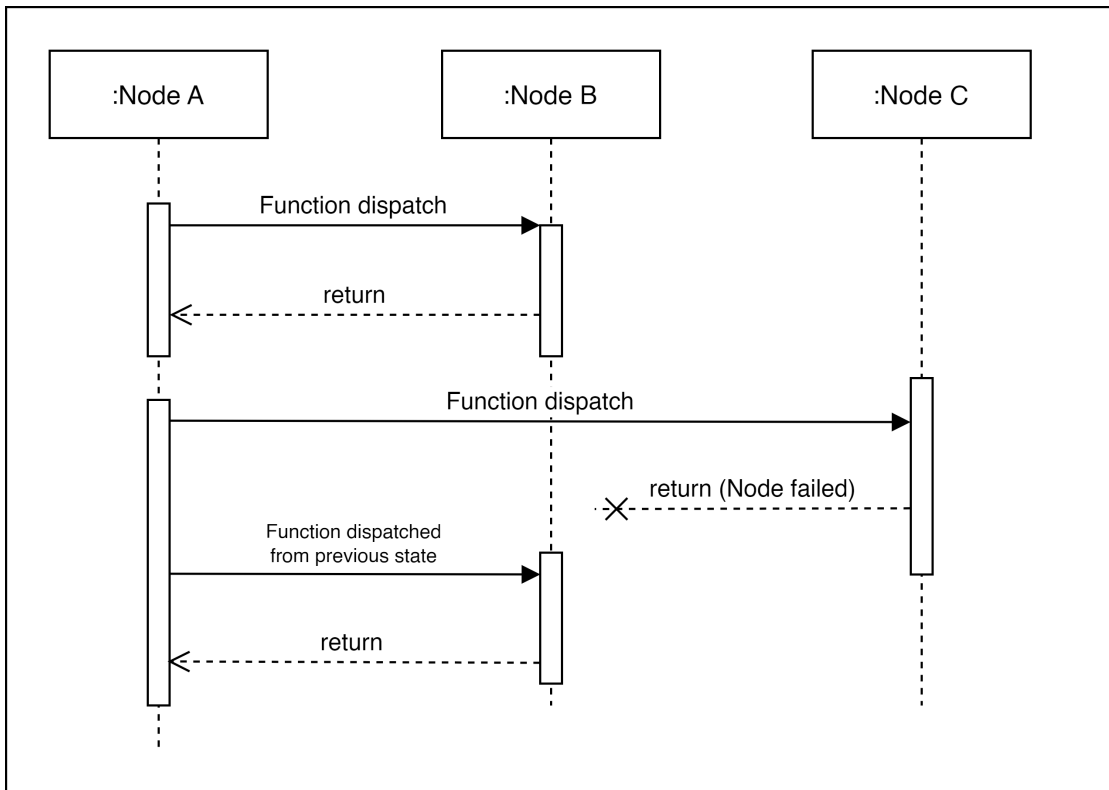 :Node A
:Node B
:Node C
Function dispatch
return
Function dispatch
return (Node failed)
Function dispatched
from previous state
return